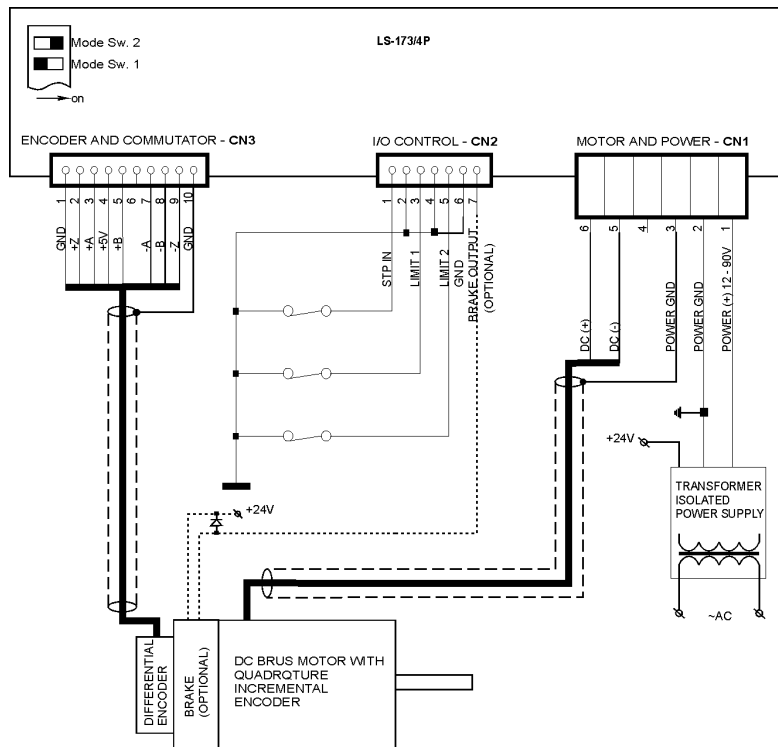 Mode Sw. 2
Mode Sw. 1
on
LS-173/4P
ENCODER AND COMMUTATOR - CN3
I/O CONTROL - CN2
MOTOR AND POWER - CN1
1 2 3 4 5 6 7 8 9 10
GND
+Z
+A
+5V
+B
-A
-B
-Z
GND
1 2 3 4 5 6 7
STP IN
LIMIT 1
LIMIT 2
GND
BRAKE OUTPUT
(OPTIONAL)
6 5 4 3 2 1
DC (+)
DC (-)
POWER GND
POWER GND
POWER (+) 12 - 90V
+24V
TRANSFORMER
ISOLATED
POWER SUPPLY
~AC
+24V
DIFFERENTIAL
ENCODER
BRAKE
(OPTIONAL)
DC BRUS MOTOR WITH
QUADRQTURE
INCREMENTAL
ENCODER